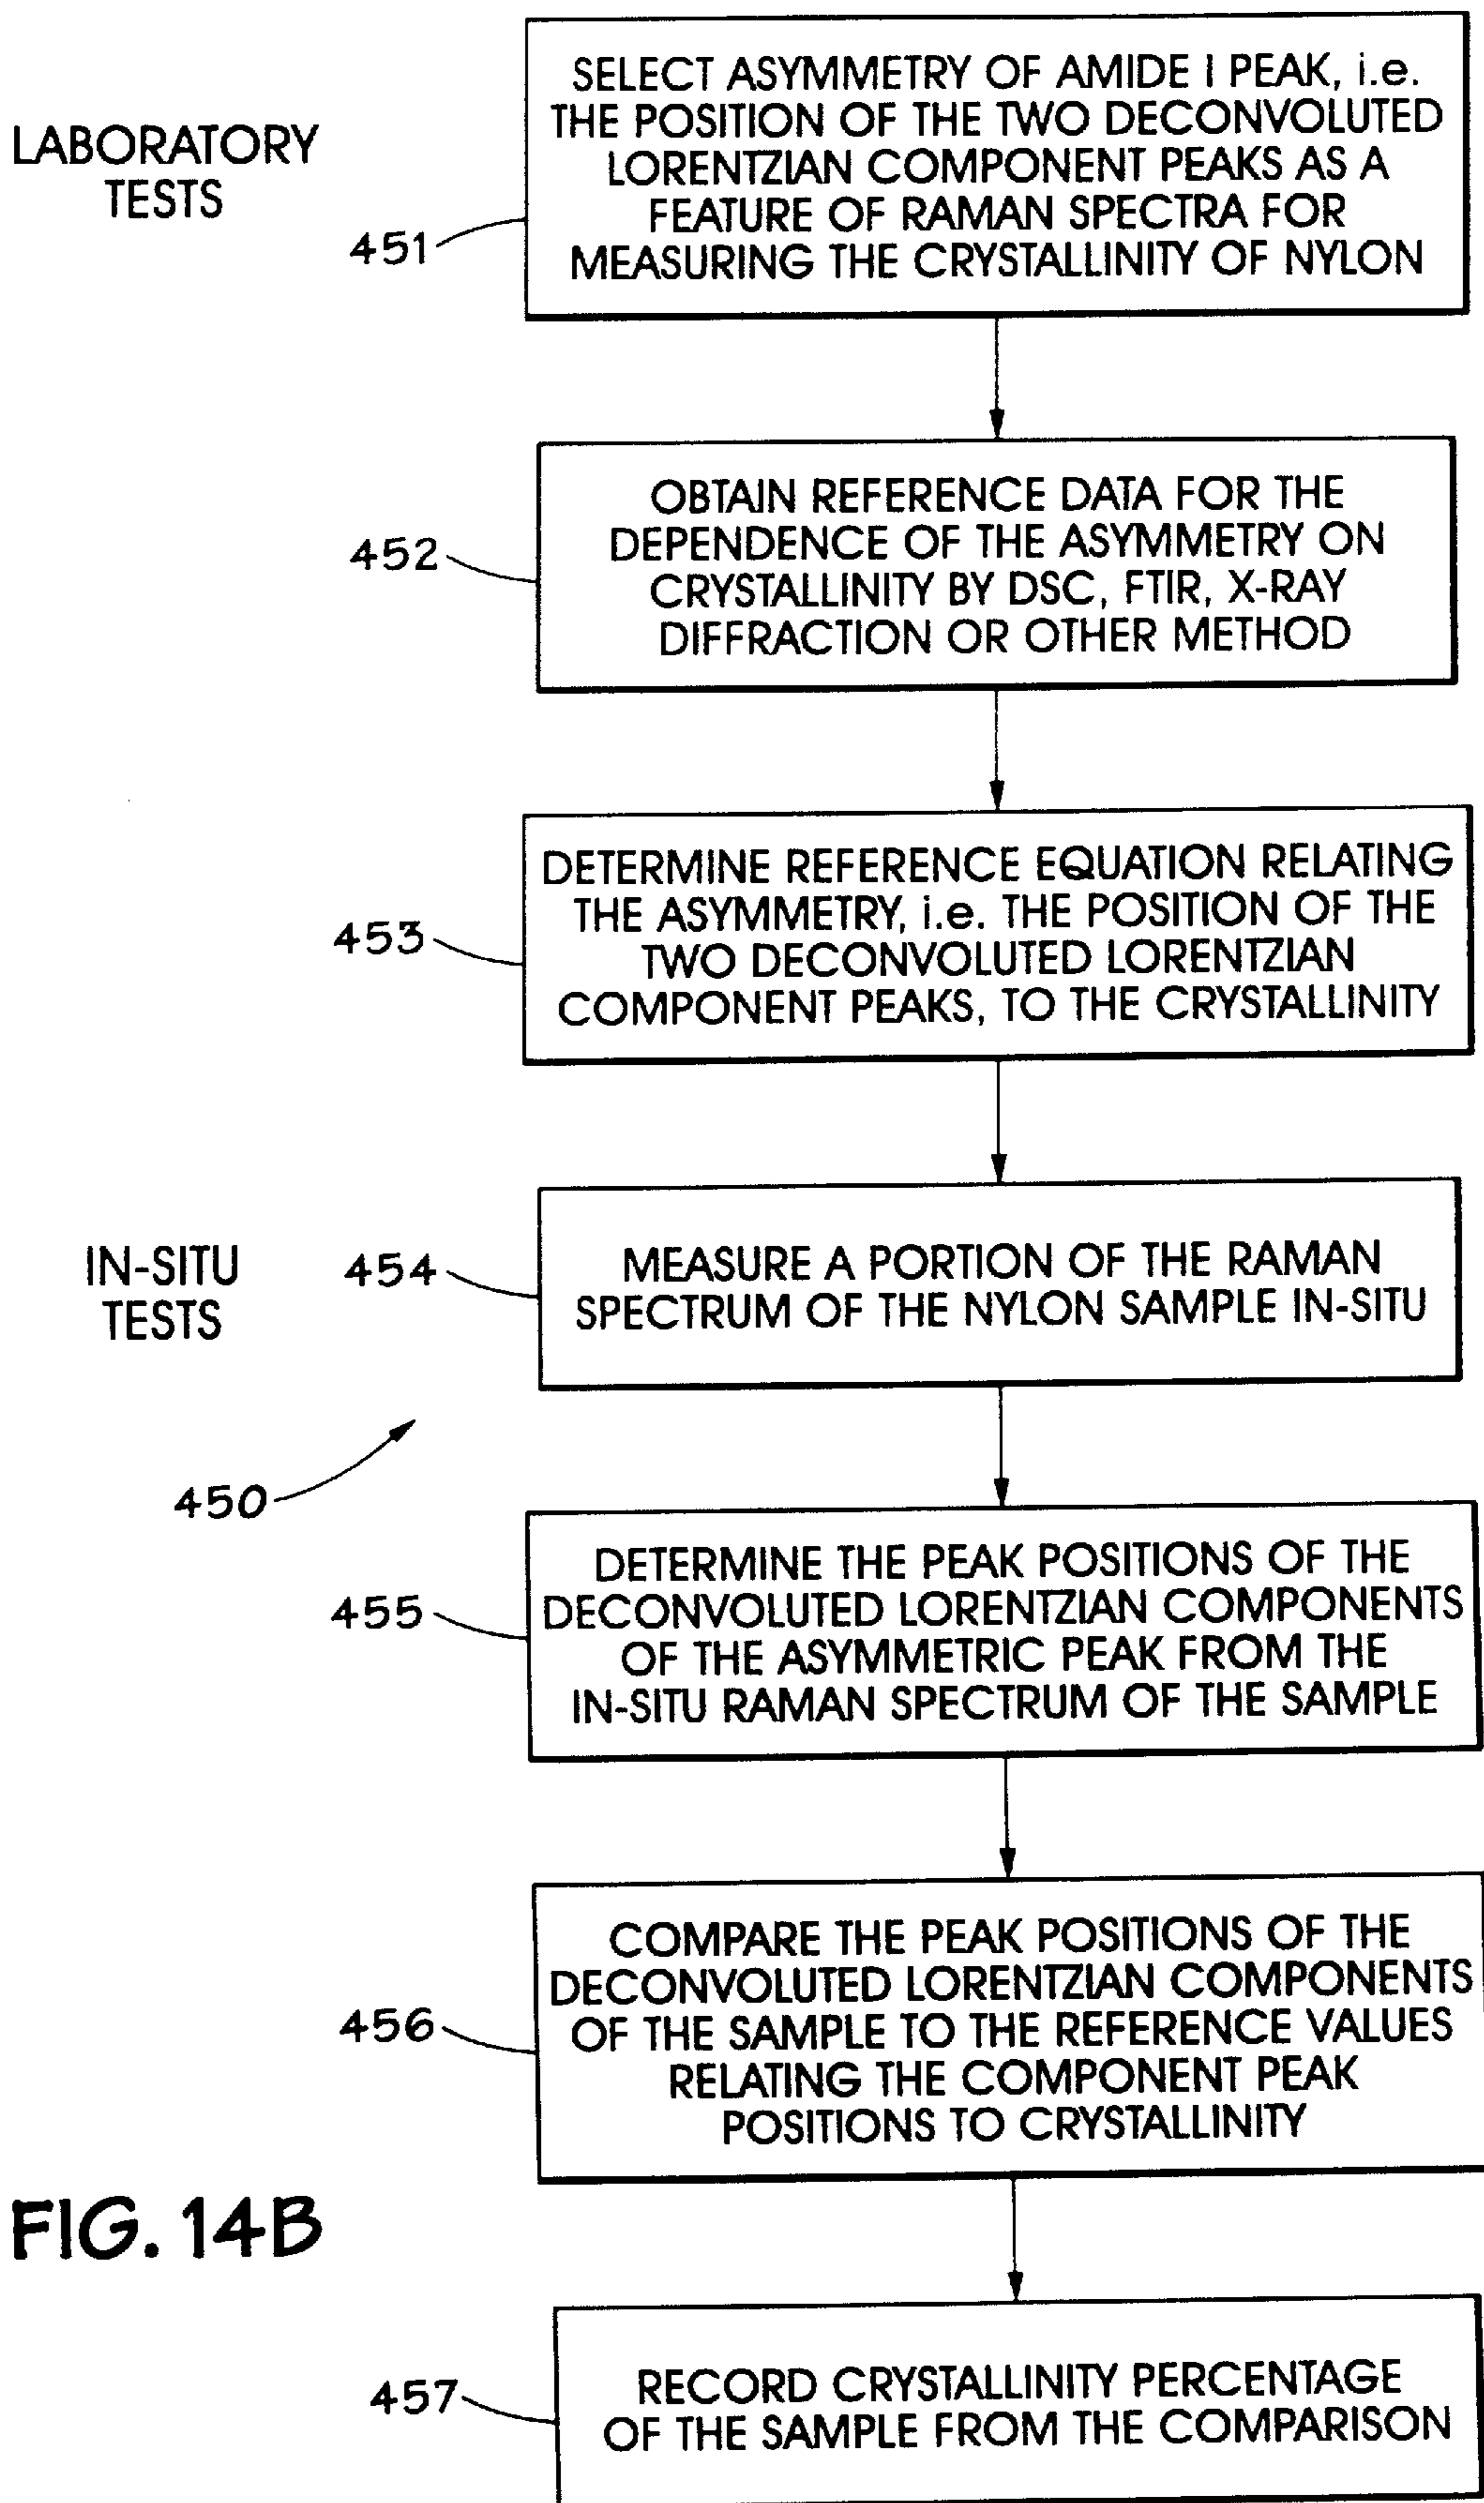 LABORATORY
TESTS
451
SELECT ASYMMETRY OF AMIDE I PEAK, i.e.
THE POSITION OF THE TWO DECONVOLUTED
LORENTZIAN COMPONENT PEAKS AS A
FEATURE OF RAMAN SPECTRA FOR
MEASURING THE CRYSTALLINITY OF NYLON
452
OBTAIN REFERENCE DATA FOR THE
DEPENDENCE OF THE ASYMMETRY ON
CRYSTALLINITY BY DSC, FTIR, X-RAY
DIFFRACTION OR OTHER METHOD
453
DETERMINE REFERENCE EQUATION RELATING
THE ASYMMETRY, i.e. THE POSITION OF THE
TWO DECONVOLUTED LORENTZIAN
COMPONENT PEAKS, TO THE CRYSTALLINITY
IN-SITU
TESTS
454
MEASURE A PORTION OF THE RAMAN
SPECTRUM OF THE NYLON SAMPLE IN-SITU
450
455
DETERMINE THE PEAK POSITIONS OF THE
DECONVOLUTED LORENTZIAN COMPONENTS
OF THE ASYMMETRIC PEAK FROM THE
IN-SITU RAMAN SPECTRUM OF THE SAMPLE
456
COMPARE THE PEAK POSITIONS OF THE
DECONVOLUTED LORENTZIAN COMPONENTS
OF THE SAMPLE TO THE REFERENCE VALUES
RELATING THE COMPONENT PEAK
POSITIONS TO CRYSTALLINITY
FIG. 14B
457
RECORD CRYSTALLINITY PERCENTAGE
OF THE SAMPLE FROM THE COMPARISON